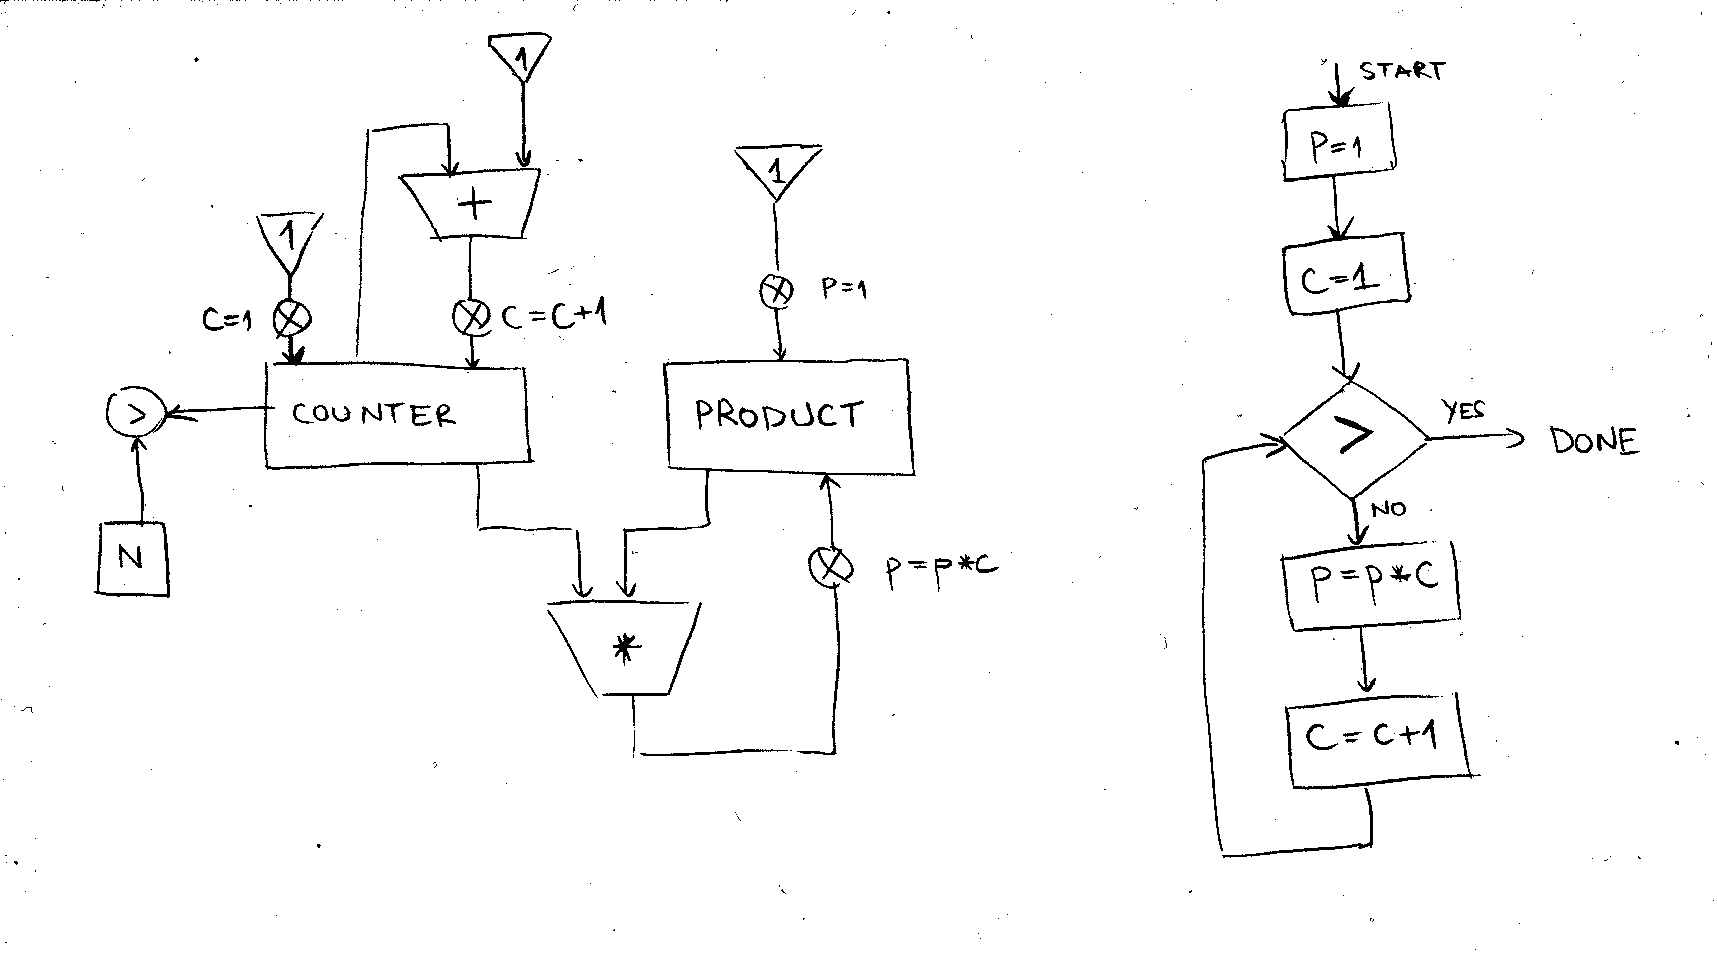 1
1
+
1
C=1
C=C+1
P=1
>
COUNTER
PRODUCT
N
P=P*C
*
START
P=1
C=1
>
YES
DONE
NO
P=P*C
C=C+1